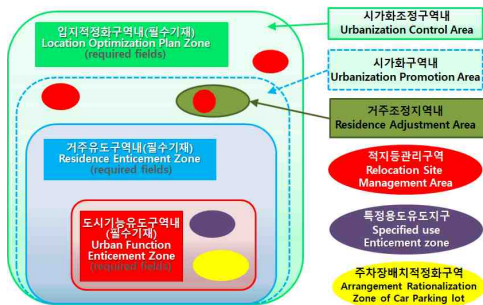 입지적정화구역내(필수기재)
Location Optimization Plan Zone
(required fields)
거주유도구역내(필수기재)
Residence Enticement Zone
(required fields)
도시기능유도구역내
(필수기재)
Urban Function
Enticement Zone
(required fields)
시가화조정구역내
Urbanization Control Area
시가화구역내
Urbanization Promotion Area
거주조정지역내
Residence Adjustment Area
적지등관리구역
Relocation Site
Management Area
특정용도유도지구
Specified use
Enticement zone
주차장배치적정화구역
Arrangement Rationalization
Zone of Car Parking lot